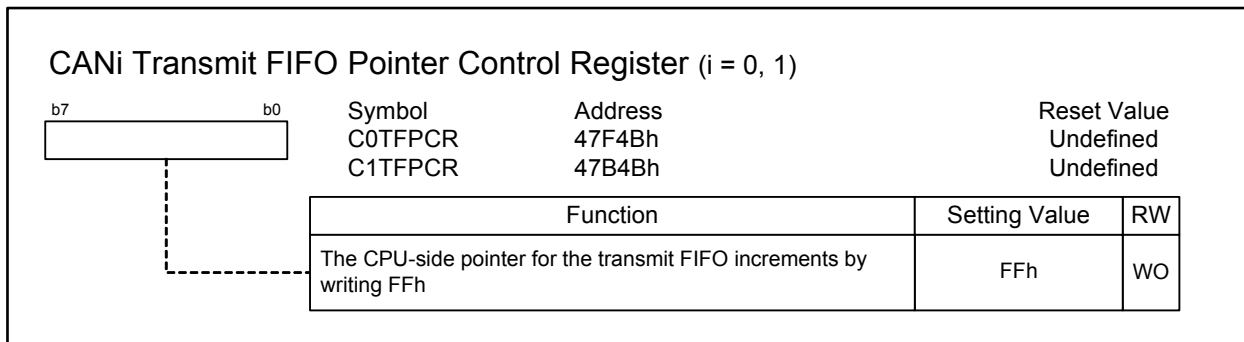 CANi Transmit FIFO Pointer Control Register (i = 0, 1)
b7 b0 Symbol Address Reset Value
C0TFPCR 47F4Bh Undefined
C1TFPCR 47B4Bh Undefined
Function Setting Value RW
The CPU-side pointer for the transmit FIFO increments by
writing FFh
FFh WO